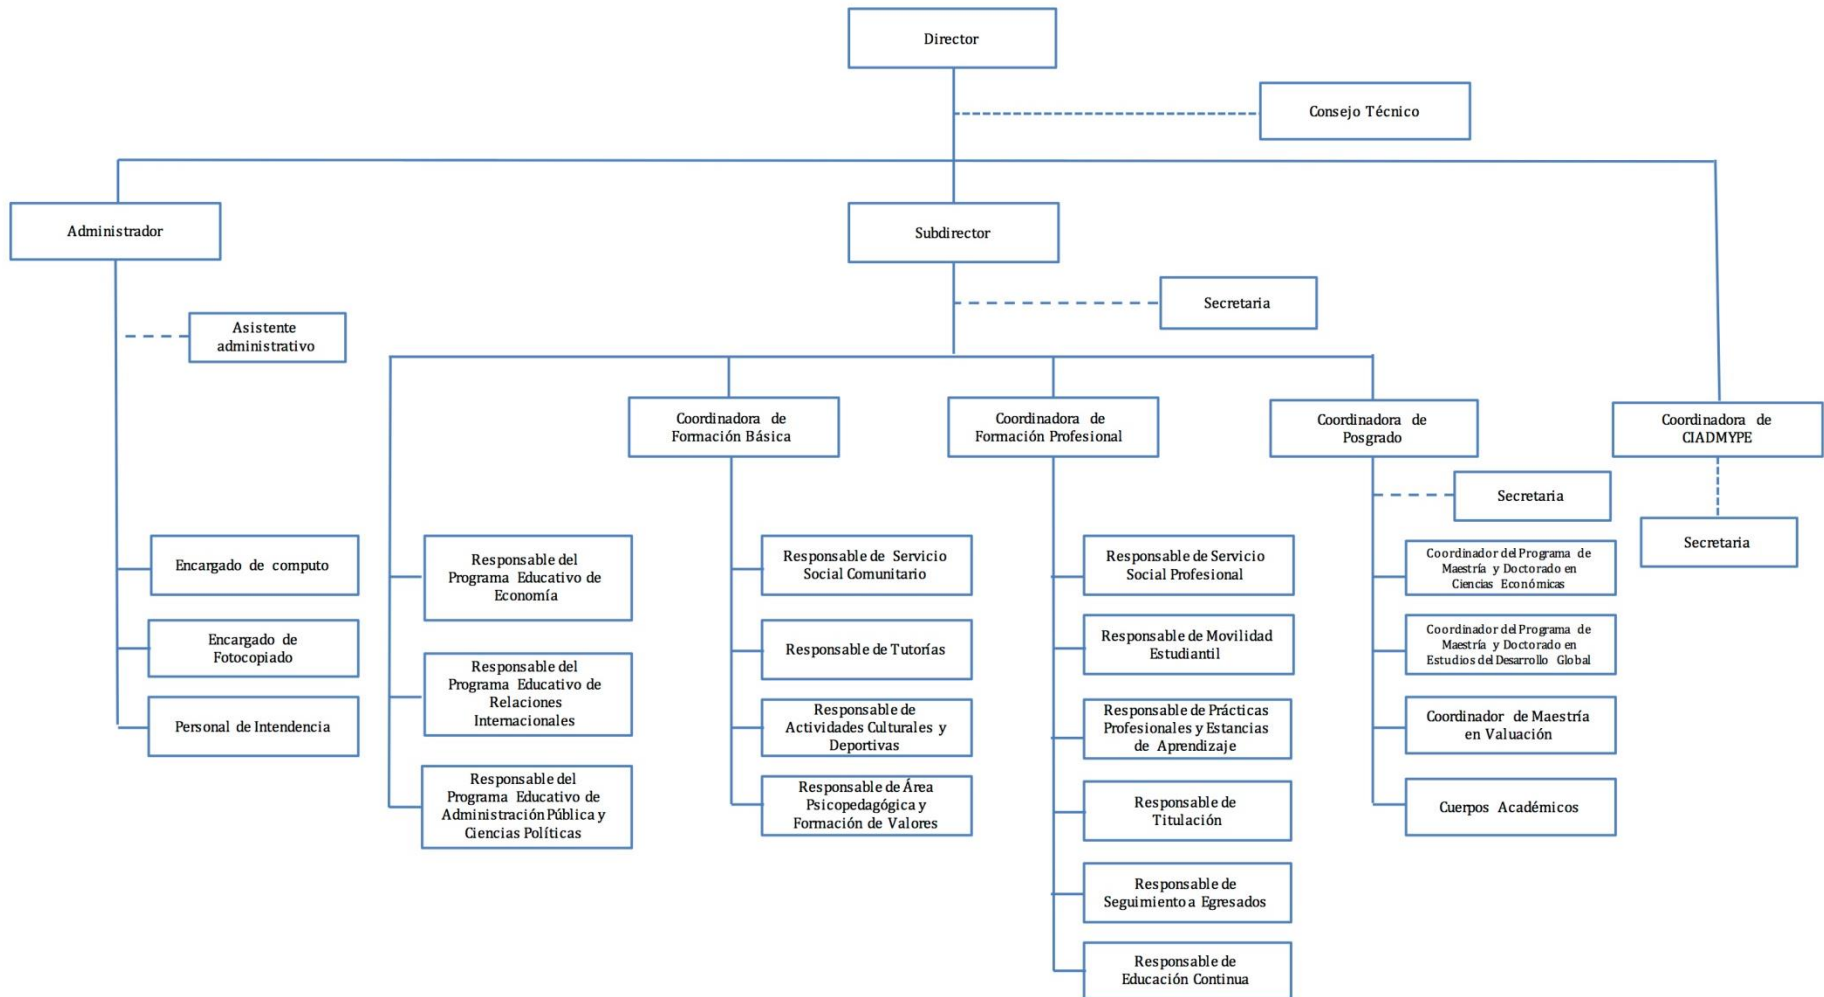 Director
Consejo Técnico
Administrador
Subdirector
Secretaria
Asistente
administrativo
Coordinadora de
Formación Básica
Coordinadora de
Formación Profesional
Coordinadora de
Posgrado
Coordinadora de
CIADMYPE
Secretaria
Secretaria
Encargado de computo
Encargado de
Fotocopiado
Personal de Intendencia
Responsable del
Programa Educativo de
Economía
Responsable del
Programa Educativo de
Relaciones
Internacionales
Responsable del
Programa Educativo de
Administración Pública y
Ciencias Políticas
Responsable de Servicio
Social Comunitario
Responsable de Tutorías
Responsable de
Actividades Culturales y
Deportivas
Responsable de Área
Psicopedagógica y
Formación de Valores
Responsable de Servicio
Social Profesional
Responsable de Movilidad
Estudiantil
Responsable de Prácticas
Profesionales y Estancias
de Aprendizaje
Responsable de
Titulación
Responsable de
Seguimiento a Egresados
Responsable de
Educación Continua
Coordinador del Programa de
Maestría y Doctorado en
Ciencias Económicas
Coordinador del Programa de
Maestría y Doctorado en
Estudios del Desarrollo Global
Coordinador de Maestría
en Valuación
Cuerpos Académicos